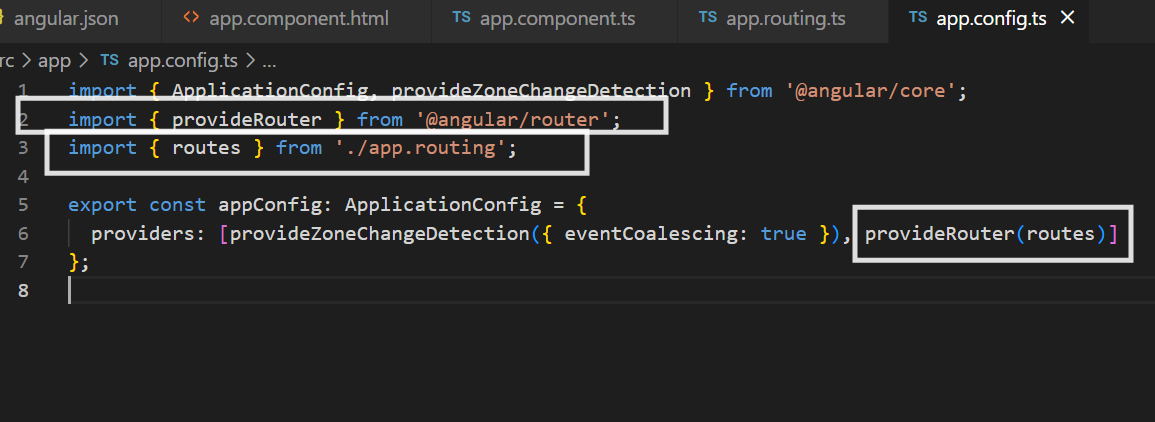 angular.json <> app.component.html TS app.component.ts TS app.routing.ts TS app.config.ts ×
rc > app > TS app.config.ts > ...
1 import { ApplicationConfig, provideZoneChangeDetection } from '@angular/core';
2 import { provideRouter } from '@angular/router';
3 import { routes } from './app.routing';
4
5 export const appConfig: ApplicationConfig = {
6 providers: [provideZoneChangeDetection({ eventCoalescing: true }), provideRouter(routes)]
7 };
8